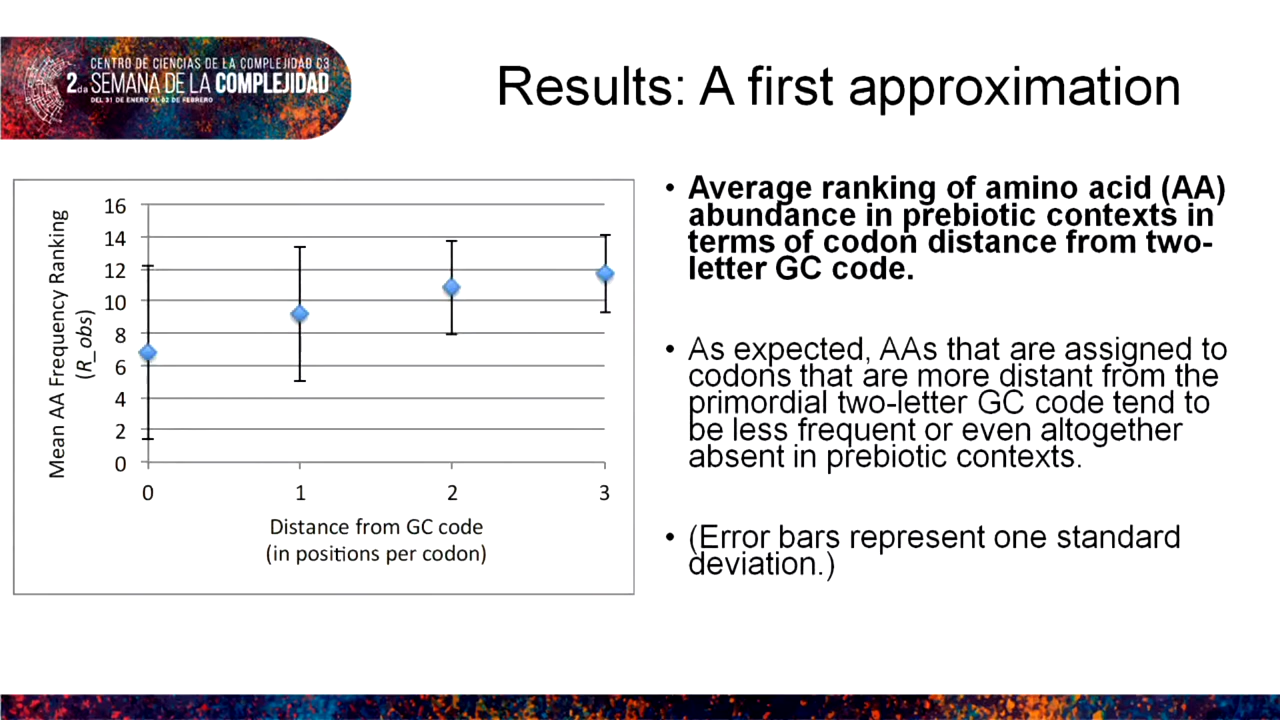 CENTRO DE CIENCIAS DE LA COMPLEJIDAD C3
2.da SEMANA DE LA COMPLEJIDAD
DEL 31 DE ENERO AL 02 DE FEBRERO
Results: A first approximation
Mean AA Frequency Ranking
(R_obs)
16
14
12
10
8
6
4
2
0
0 1 2 3
Distance from GC code
(in positions per codon)
• Average ranking of amino acid (AA)
abundance in prebiotic contexts in
terms of codon distance from two-
letter GC code.
• As expected, AAs that are assigned to
codons that are more distant from the
primordial two-letter GC code tend to
be less frequent or even altogether
absent in prebiotic contexts.
• (Error bars represent one standard
deviation.)